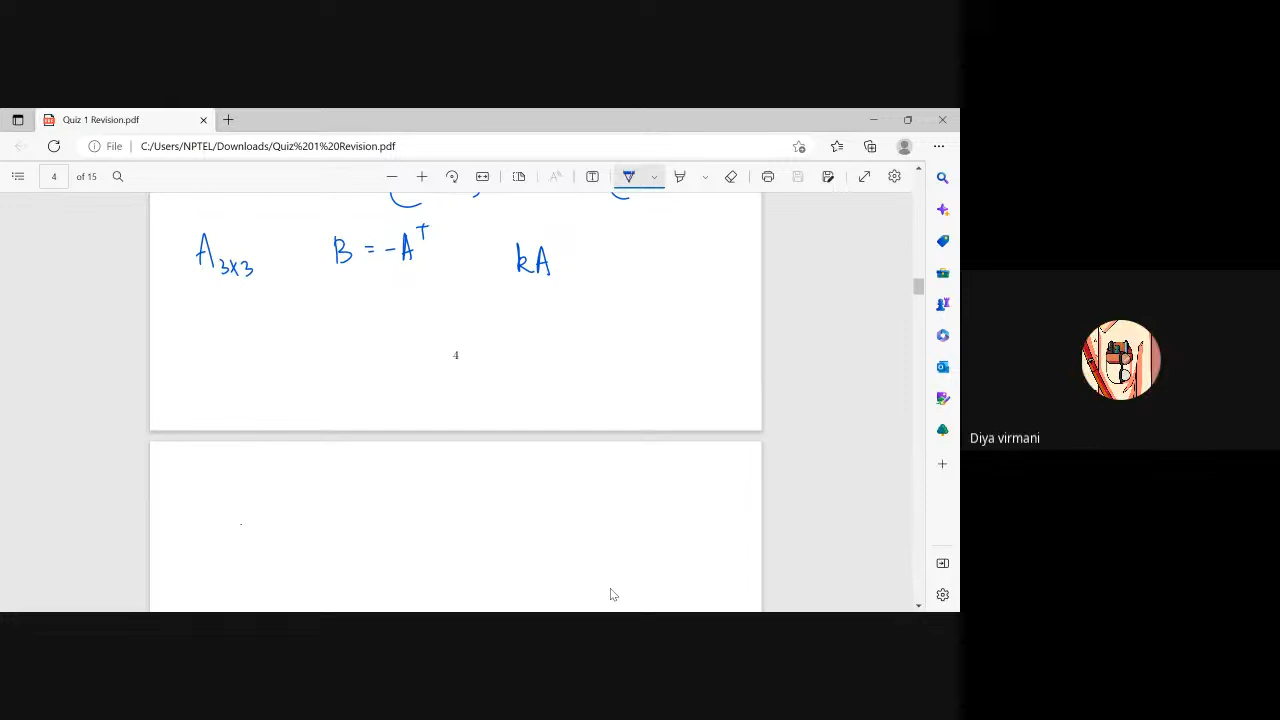 Quiz 1 Revision.pdf
File C:/Users/NPTEL/Downloads/Quiz%201%20Revision.pdf
4 of 15
A₃ₓ₃ B = -Aᵀ kA
4
Diya virmani